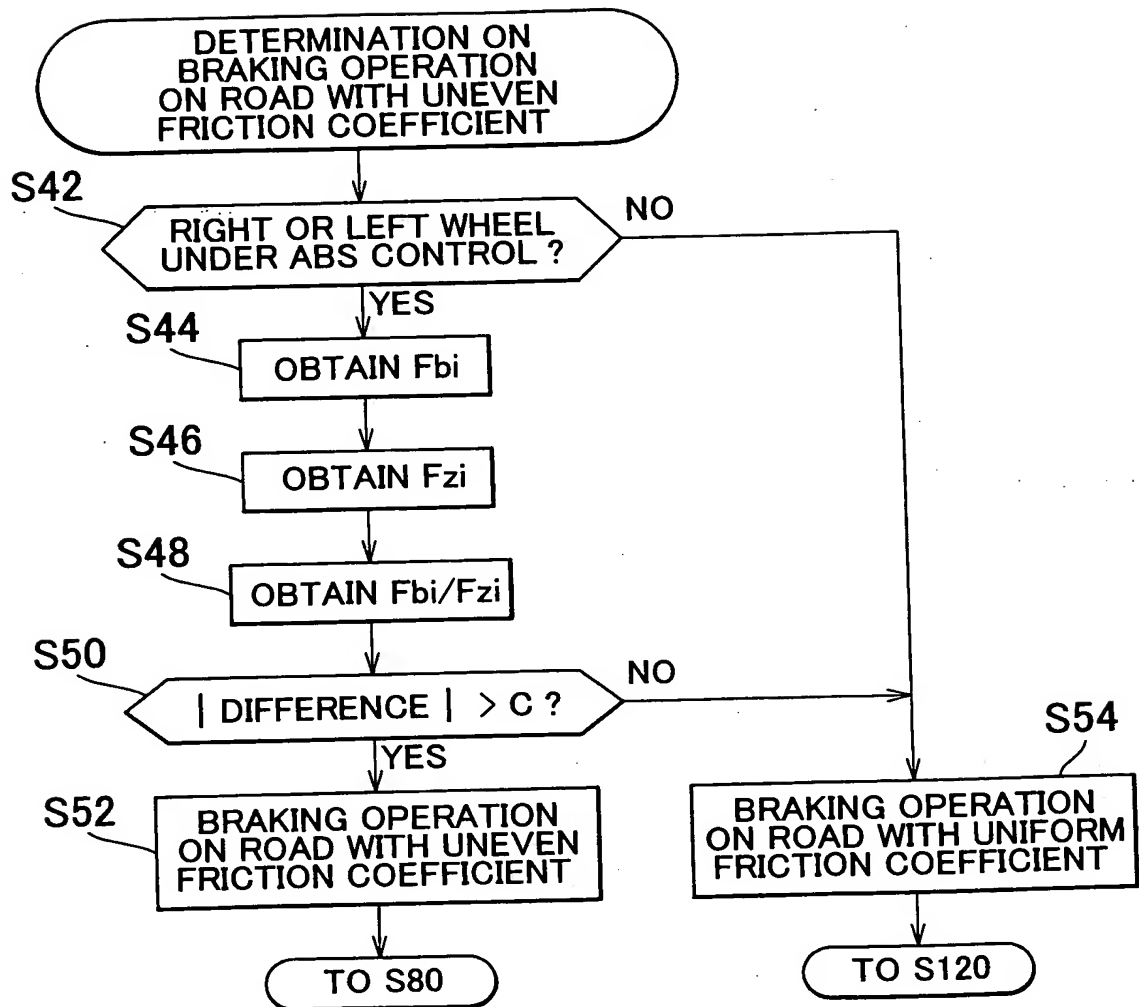 DETERMINATION ON
BRAKING OPERATION
ON ROAD WITH UNEVEN
FRICTION COEFFICIENT
S42
RIGHT OR LEFT WHEEL
UNDER ABS CONTROL ?
NO
YES
S44
OBTAIN Fbi
S46
OBTAIN Fzi
S48
OBTAIN Fbi/Fzi
S50
| DIFFERENCE | > C ?
NO
YES
S52
BRAKING OPERATION
ON ROAD WITH UNEVEN
FRICTION COEFFICIENT
S54
BRAKING OPERATION
ON ROAD WITH UNIFORM
FRICTION COEFFICIENT
TO S80
TO S120